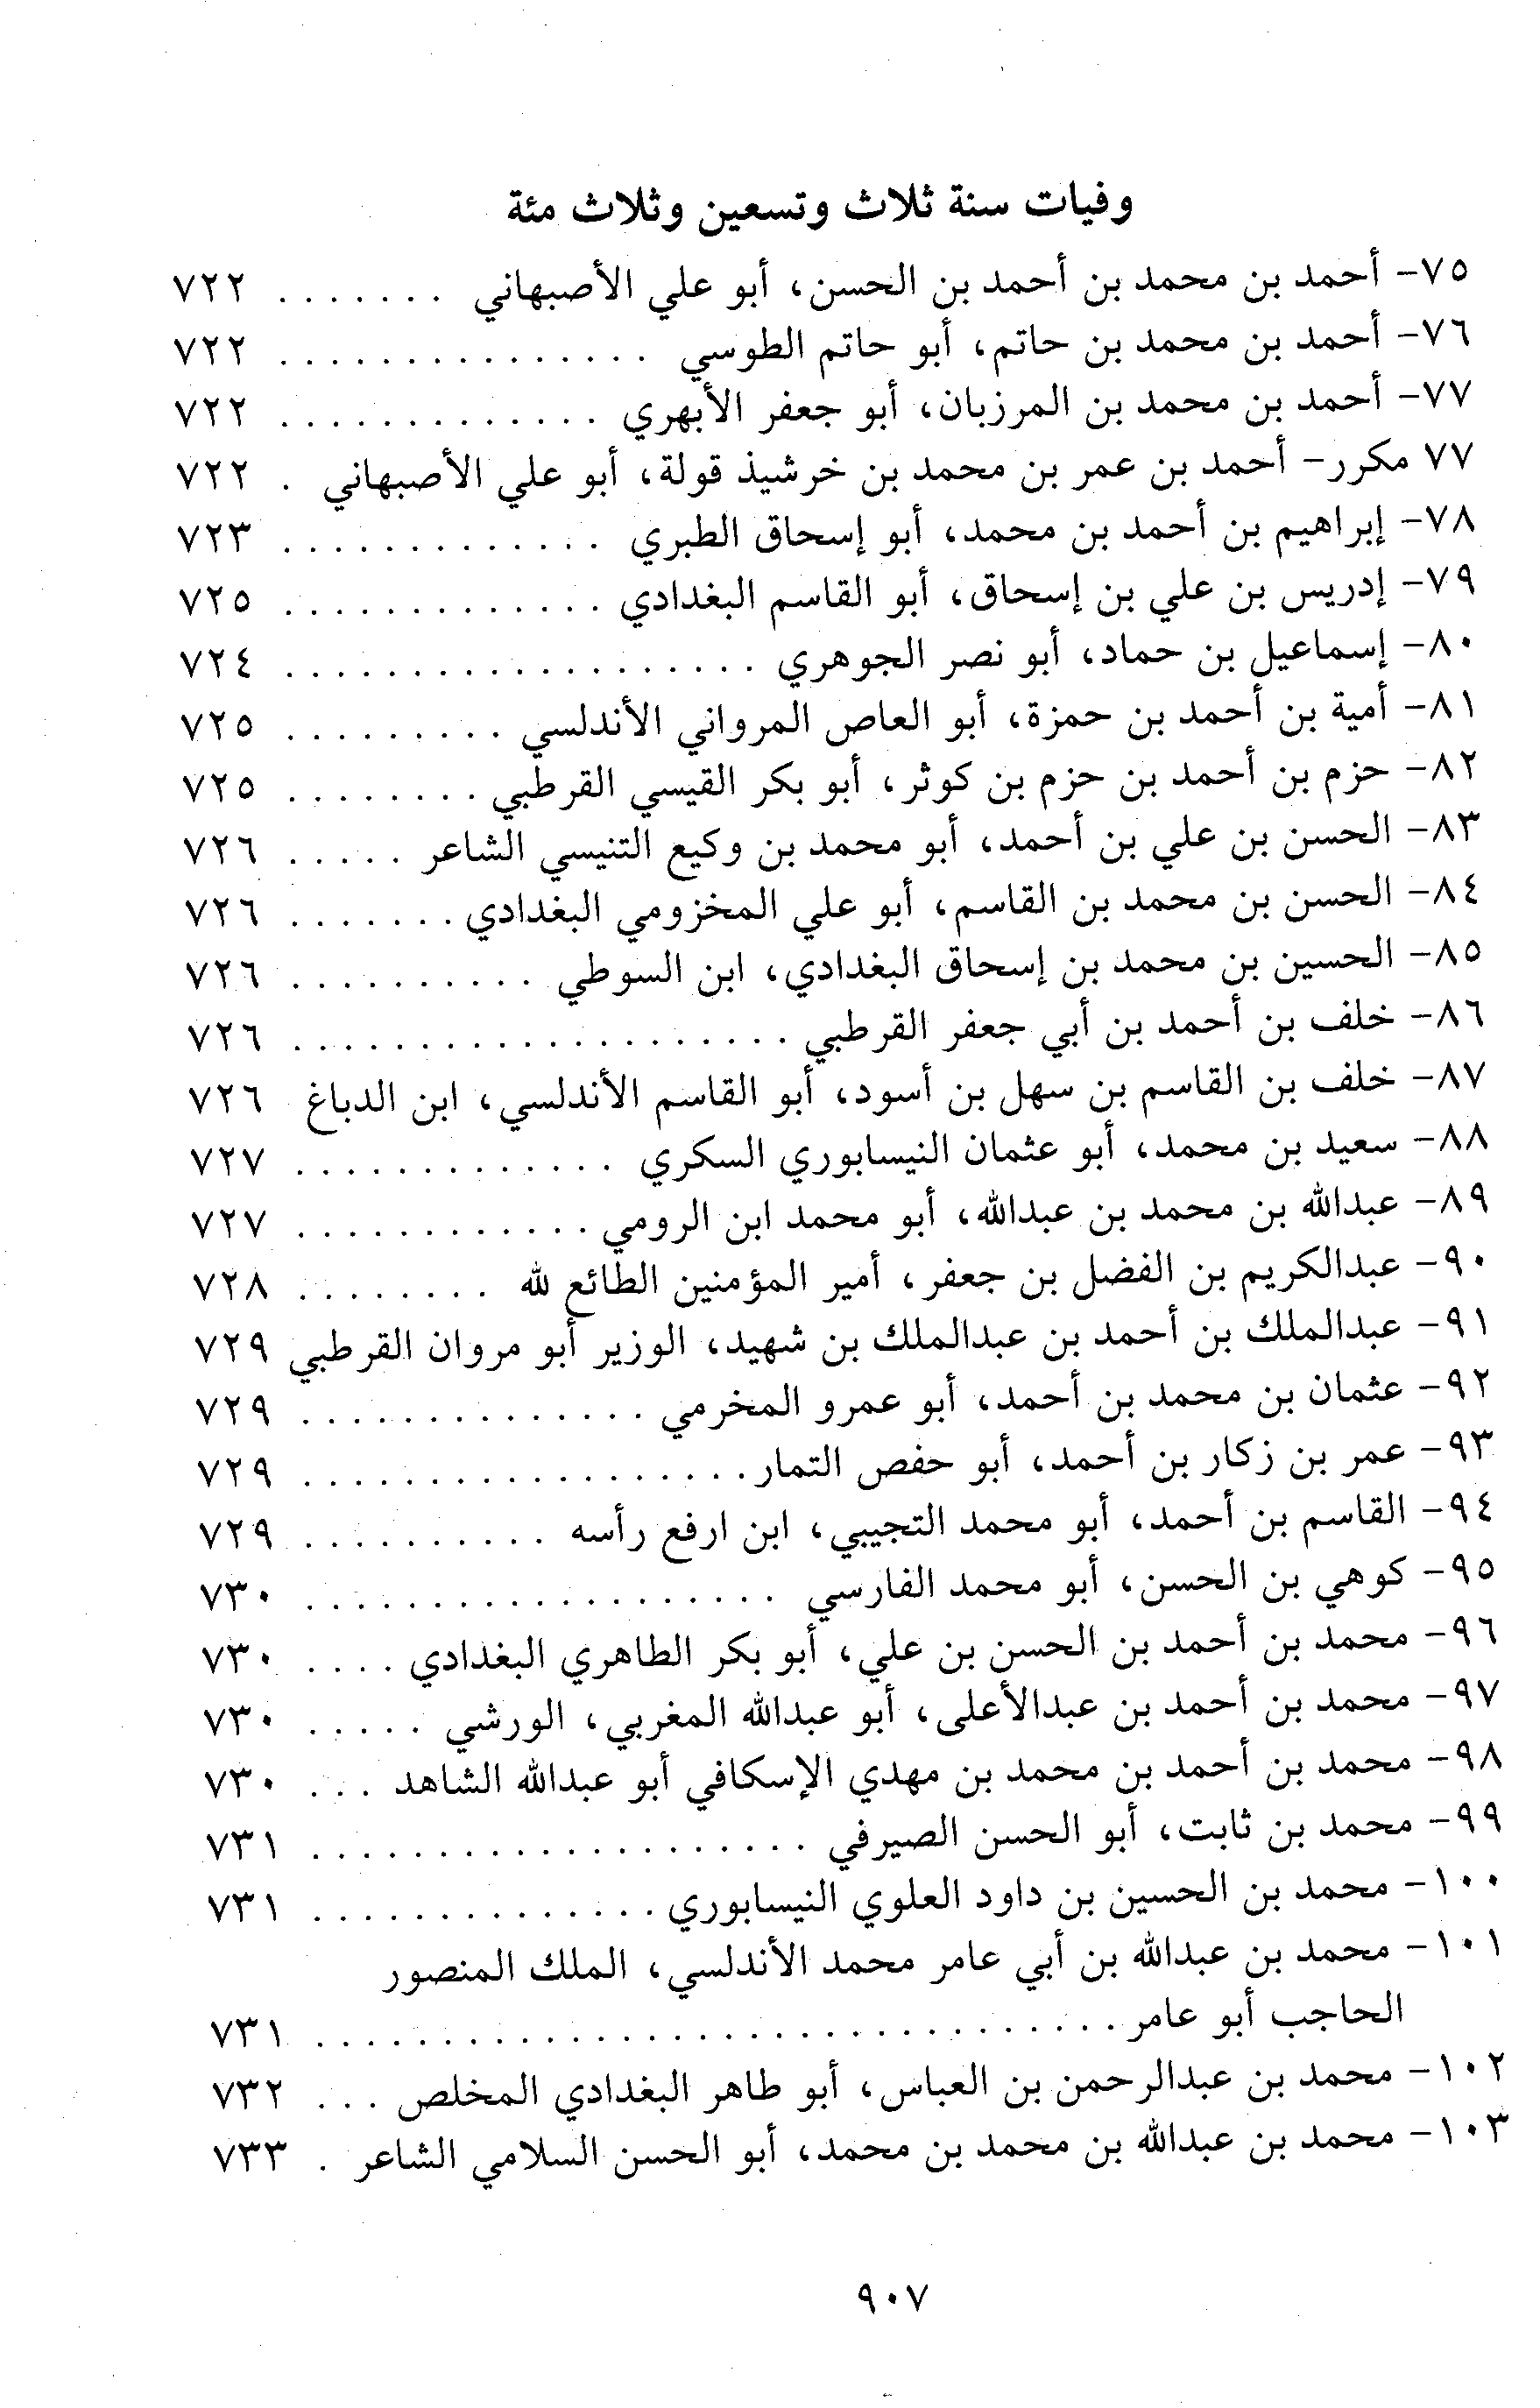 وفيات سنة ثلاث وتسعين وثلاث مئة
٧٥- أحمد بن محمد بن أحمد بن الحسن، أبو علي الأصبهاني . . . . . . . ٧٢٢
٧٦- أحمد بن محمد بن حاتم، أبو حاتم الطوسي . . . . . . . . . . . . . . . ٧٢٢
٧٧- أحمد بن محمد بن المرزبان، أبو جعفر الأبهري . . . . . . . . . . . . . ٧٢٢
٧٧ مكرر- أحمد بن عمر بن محمد بن خرشيذ قولة، أبو علي الأصبهاني . ٧٢٢
٧٨- إبراهيم بن أحمد بن محمد، أبو إسحاق الطبري . . . . . . . . . . . . . ٧٢٣
٧٩- إدريس بن علي بن إسحاق، أبو القاسم البغدادي . . . . . . . . . . . . . ٧٢٥
٨٠- إسماعيل بن حماد، أبو نصر الجوهري . . . . . . . . . . . . . . . . . . . ٧٢٤
٨١- أمية بن أحمد بن حمزة، أبو العاص المرواني الأندلسي . . . . . . . . . ٧٢٥
٨٢- حزم بن أحمد بن حزم بن كوثر، أبو بكر القيسي القرطبي . . . . . . . . ٧٢٥
٨٣- الحسن بن علي بن أحمد، أبو محمد بن وكيع التنيسي الشاعر . . . . . ٧٢٦
٨٤- الحسن بن محمد بن القاسم، أبو علي المخزومي البغدادي . . . . . . . ٧٢٦
٨٥- الحسين بن محمد بن إسحاق البغدادي، ابن السوطي . . . . . . . . . . ٧٢٦
٨٦- خلف بن أحمد بن أبي جعفر القرطبي . . . . . . . . . . . . . . . . . . . . ٧٢٦
٨٧- خلف بن القاسم بن سهل بن أسود، أبو القاسم الأندلسي، ابن الدباغ ٧٢٦
٨٨- سعيد بن محمد، أبو عثمان النيسابوري السكري . . . . . . . . . . . . . ٧٢٧
٨٩- عبدالله بن محمد بن عبدالله، أبو محمد ابن الرومي . . . . . . . . . . . . ٧٢٧
٩٠- عبدالكريم بن الفضل بن جعفر، أمير المؤمنين الطائع لله . . . . . . . . ٧٢٨
٩١- عبدالملك بن أحمد بن عبدالملك بن شهيد، الوزير أبو مروان القرطبي ٧٢٩
٩٢- عثمان بن محمد بن أحمد، أبو عمرو المخرمي . . . . . . . . . . . . . . ٧٢٩
٩٣- عمر بن زكار بن أحمد، أبو حفص التمار . . . . . . . . . . . . . . . . . . ٧٢٩
٩٤- القاسم بن أحمد، أبو محمد التجيبي، ابن ارفع رأسه . . . . . . . . . . ٧٢٩
٩٥- كوهي بن الحسن، أبو محمد الفارسي . . . . . . . . . . . . . . . . . . . ٧٣٠
٩٦- محمد بن أحمد بن الحسن بن علي، أبو بكر الطاهري البغدادي . . . . ٧٣٠
٩٧- محمد بن أحمد بن عبدالأعلى، أبو عبدالله المغربي، الورشي . . . . . ٧٣٠
٩٨- محمد بن أحمد بن محمد بن مهدي الإسكافي أبو عبدالله الشاهد . . . ٧٣٠
٩٩- محمد بن ثابت، أبو الحسن الصيرفي . . . . . . . . . . . . . . . . . . . . ٧٣١
١٠٠- محمد بن الحسين بن داود العلوي النيسابوري . . . . . . . . . . . . . . ٧٣١
١٠١- محمد بن عبدالله بن أبي عامر محمد الأندلسي، الملك المنصور
الحاجب أبو عامر . . . . . . . . . . . . . . . . . . . . . . . . . . . . . . . . ٧٣١
١٠٢- محمد بن عبدالرحمن بن العباس، أبو طاهر البغدادي المخلص . . . ٧٣٢
١٠٣- محمد بن عبدالله بن محمد بن محمد، أبو الحسن السلامي الشاعر . ٧٣٣
٩٠٧